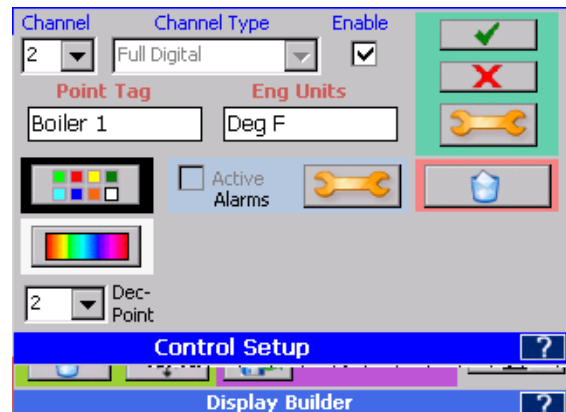 Channel Channel Type Enable
2 Full Digital
Point Tag Eng Units
Boiler 1 Deg F
Active
Alarms
2 Dec-
Point
Control Setup ?
Display Builder ?